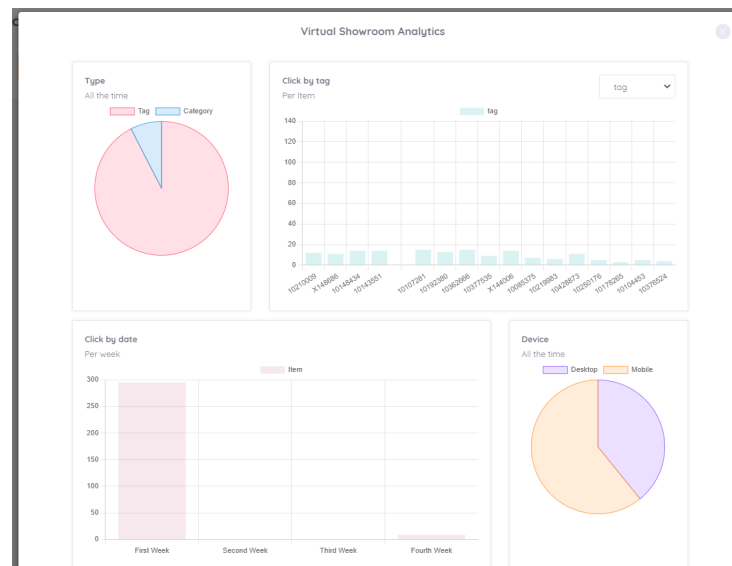 Virtual Showroom Analytics
Type
All the time
Tag Category
Click by tag
Per Item
tag
tag
140
120
100
80
60
40
20
0
10210009 X148686 10148434 10143551 10107281 10192380 10362666 10377535 X144006 10085375 10219983 10428873 10250176 10178265 10104453 10376524
Click by date
Per week
Item
300
250
200
150
100
50
0
First Week Second Week Third Week Fourth Week
Device
All the time
Desktop Mobile